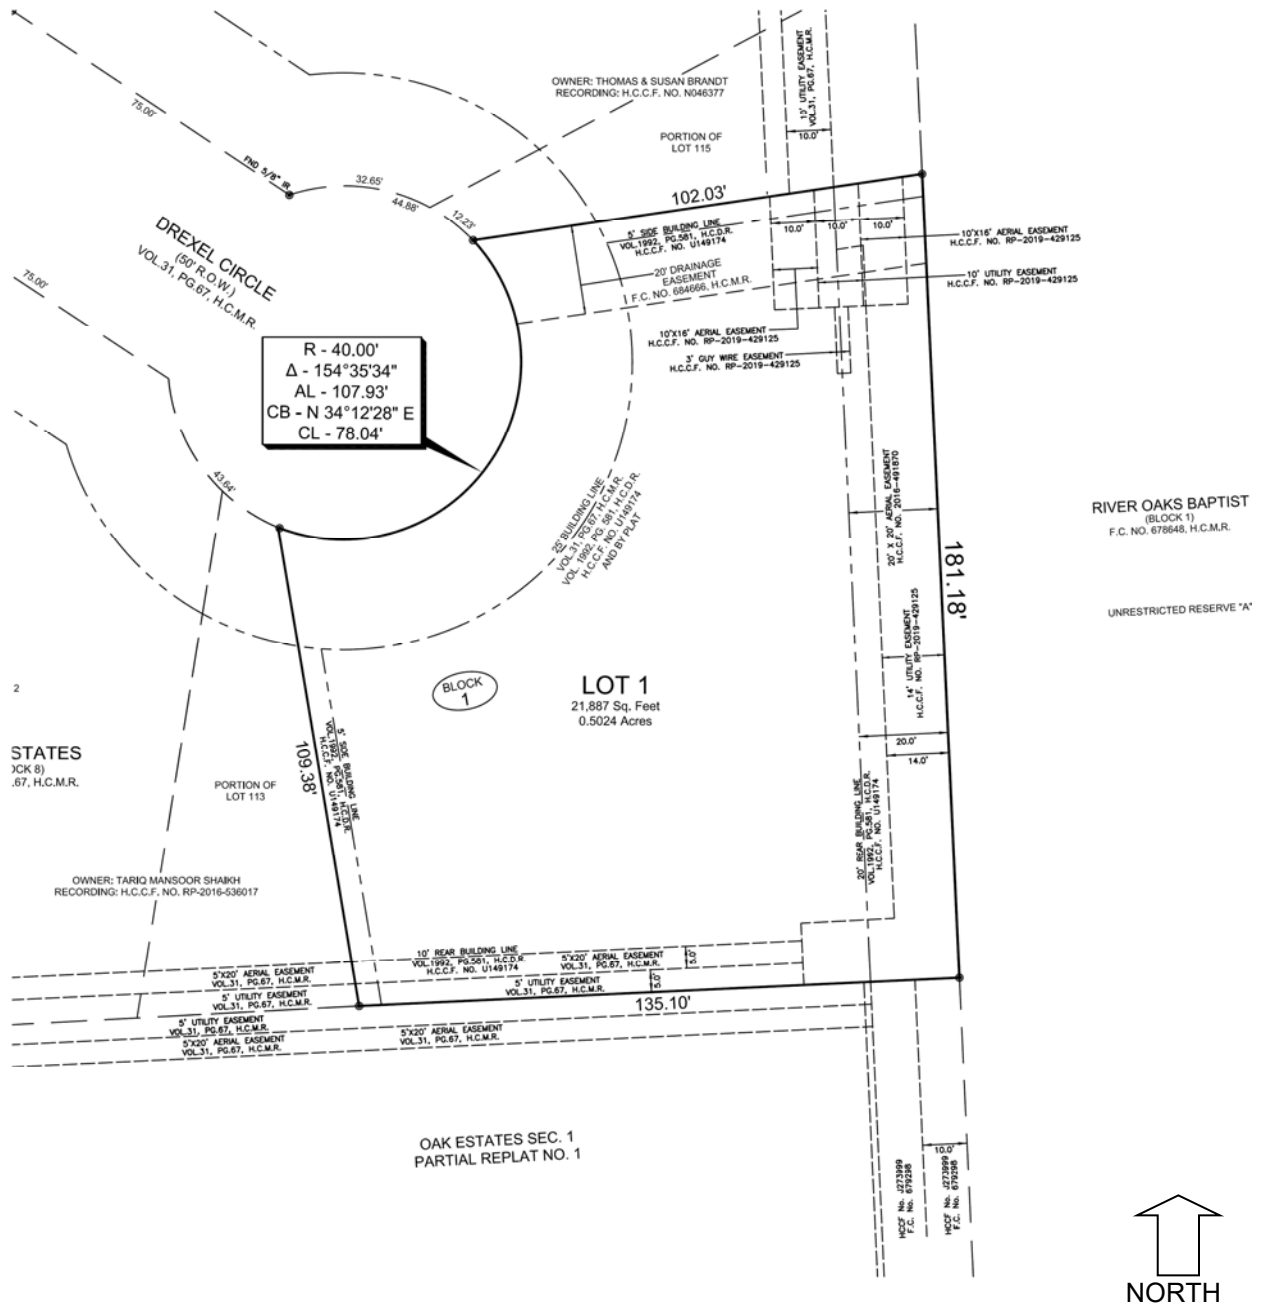 75.00'
FND 5/8" IR
32.65'
44.88'
12.23'
OWNER: THOMAS & SUSAN BRANDT
RECORDING: H.C.C.F. NO. N046377
PORTION OF
LOT 115
10' UTILITY EASEMENT
VOL.31, PG.67, H.C.M.R.
10.0'
102.03'
DREXEL CIRCLE
(50' R.O.W.)
VOL.31, PG.67, H.C.M.R.
75.00'
5' SIDE BUILDING LINE
VOL.1992, PG.581, H.C.D.R.
H.C.C.F. NO. U149174
10.0'
10.0'
10.0'
10'X16' AERIAL EASEMENT
H.C.C.F. NO. RP-2019-429125
20' DRAINAGE
EASEMENT
F.C. NO. 684666, H.C.M.R.
10' UTILITY EASEMENT
H.C.C.F. NO. RP-2019-429125
10'X16' AERIAL EASEMENT
H.C.C.F. NO. RP-2019-429125
3' GUY WIRE EASEMENT
H.C.C.F. NO. RP-2019-429125
R - 40.00'
Δ - 154°35'34"
AL - 107.93'
CB - N 34°12'28" E
CL - 78.04'
43.64'
25' BUILDING LINE
VOL.31, PG.67, H.C.M.R.
VOL. 1992, PG. 581, H.C.D.R.
H.C.C.F. NO. U149174
AND BY PLAT
20' X 20' AERIAL EASEMENT
H.C.C.F. NO. 2016-491870
181.18'
RIVER OAKS BAPTIST
(BLOCK 1)
F.C. NO. 678648, H.C.M.R.
UNRESTRICTED RESERVE "A"
14' UTILITY EASEMENT
H.C.C.F. NO. RP-2019-429125
BLOCK
1
LOT 1
21,887 Sq. Feet
0.5024 Acres
2
STATES
OCK 8)
.67, H.C.M.R.
20.0'
14.0'
109.38'
5' SIDE BUILDING LINE
VOL.1992, PG.581, H.C.D.R.
H.C.C.F. NO. U149174
PORTION OF
LOT 113
20' REAR BUILDING LINE
VOL.1992, PG.581, H.C.D.R.
H.C.C.F. NO. U149174
OWNER: TARIQ MANSOOR SHAIKH
RECORDING: H.C.C.F. NO. RP-2016-536017
10' REAR BUILDING LINE
VOL.1992, PG.581, H.C.D.R.
H.C.C.F. NO. U149174
5'X20' AERIAL EASEMENT
VOL.31, PG.67, H.C.M.R.
5.0'
5'X20' AERIAL EASEMENT
VOL.31, PG.67, H.C.M.R.
5' UTILITY EASEMENT
VOL.31, PG.67, H.C.M.R.
5.0'
5' UTILITY EASEMENT
VOL.31, PG.67, H.C.M.R.
135.10'
5' UTILITY EASEMENT
VOL.31, PG.67, H.C.M.R.
5'X20' AERIAL EASEMENT
VOL.31, PG.67, H.C.M.R.
5'X20' AERIAL EASEMENT
VOL.31, PG.67, H.C.M.R.
OAK ESTATES SEC. 1
PARTIAL REPLAT NO. 1
10.0'
HCCF No. J273999
F.C. No. 679298
HCCF No. J273999
F.C. No. 679298
NORTH